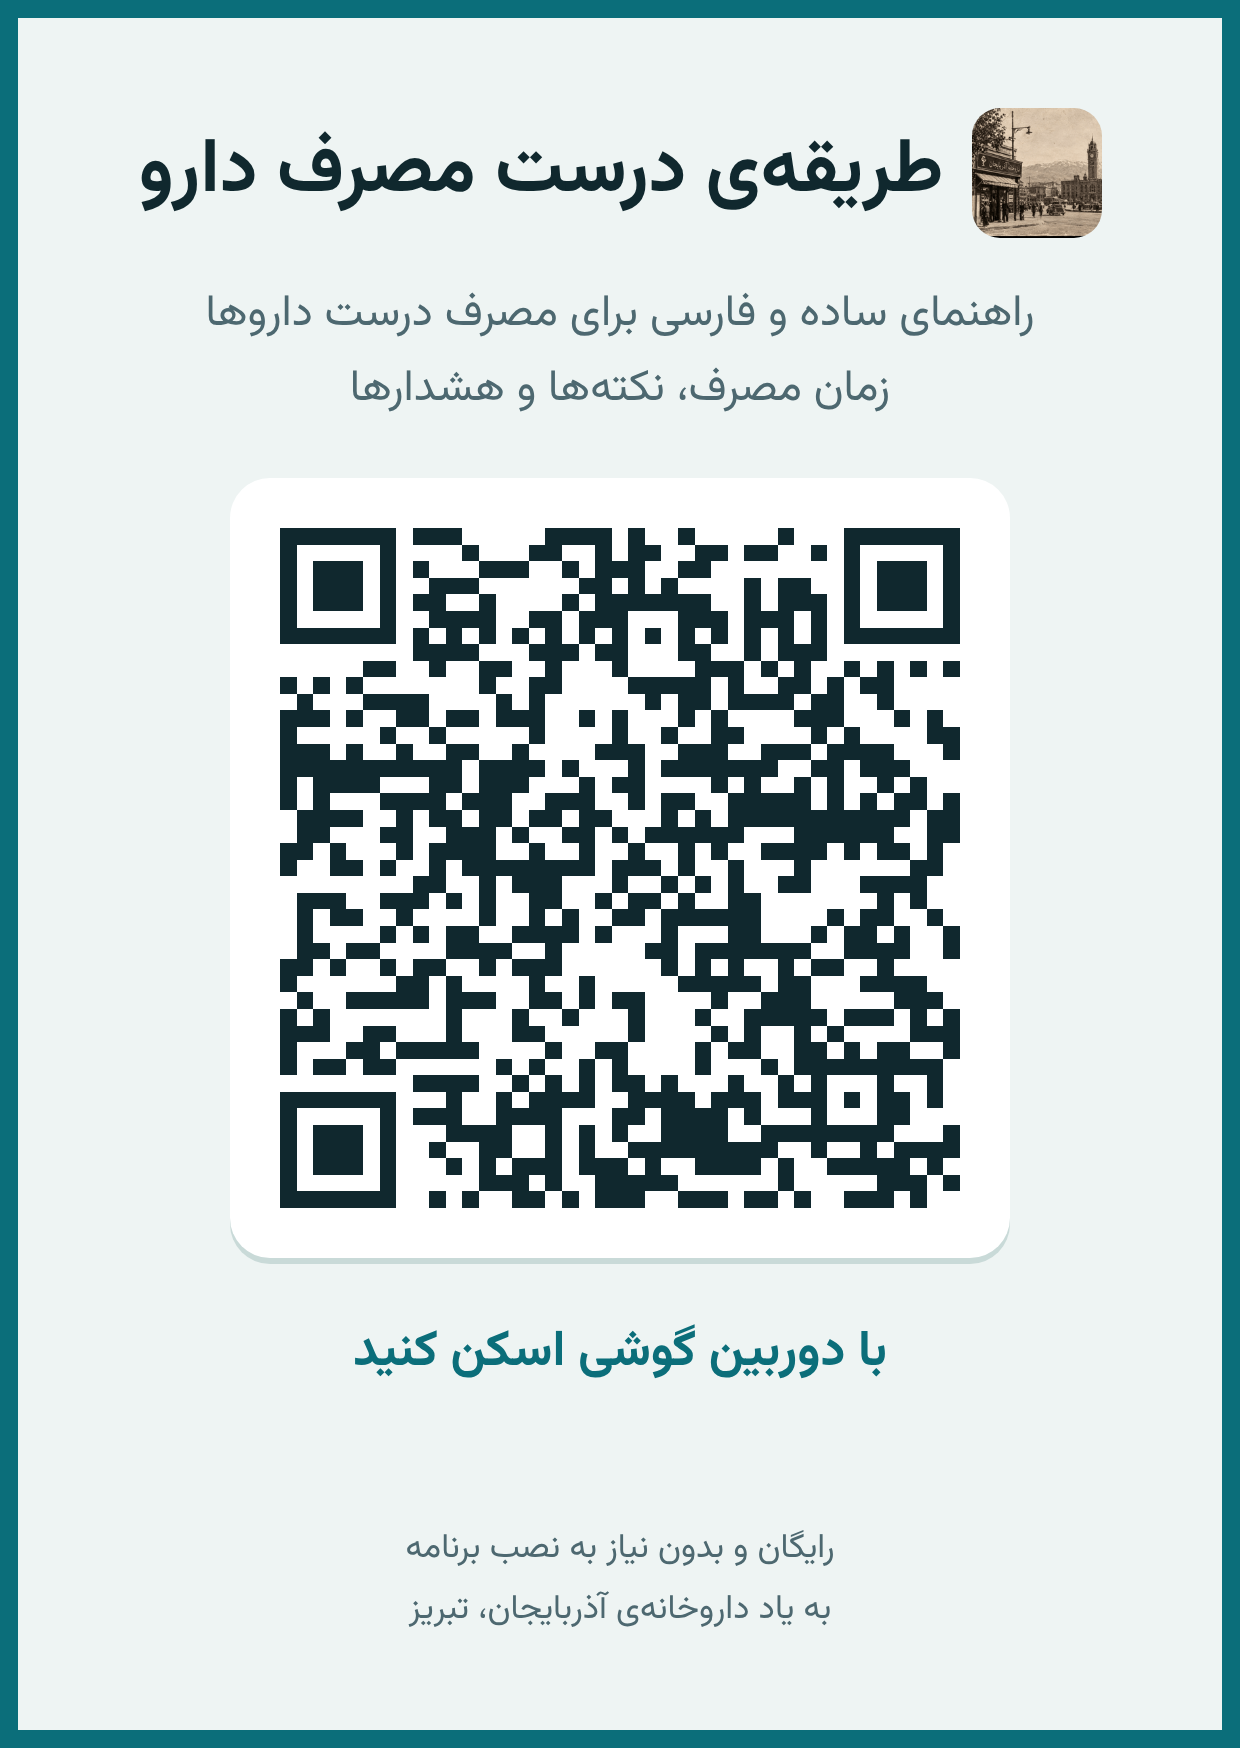 طریقه‌ی درست مصرف دارو
راهنمای ساده و فارسی برای مصرف درست داروها
زمان مصرف، نکته‌ها و هشدارها
با دوربین گوشی اسکن کنید
رایگان و بدون نیاز به نصب برنامه
به یاد داروخانه‌ی آذربایجان، تبریز